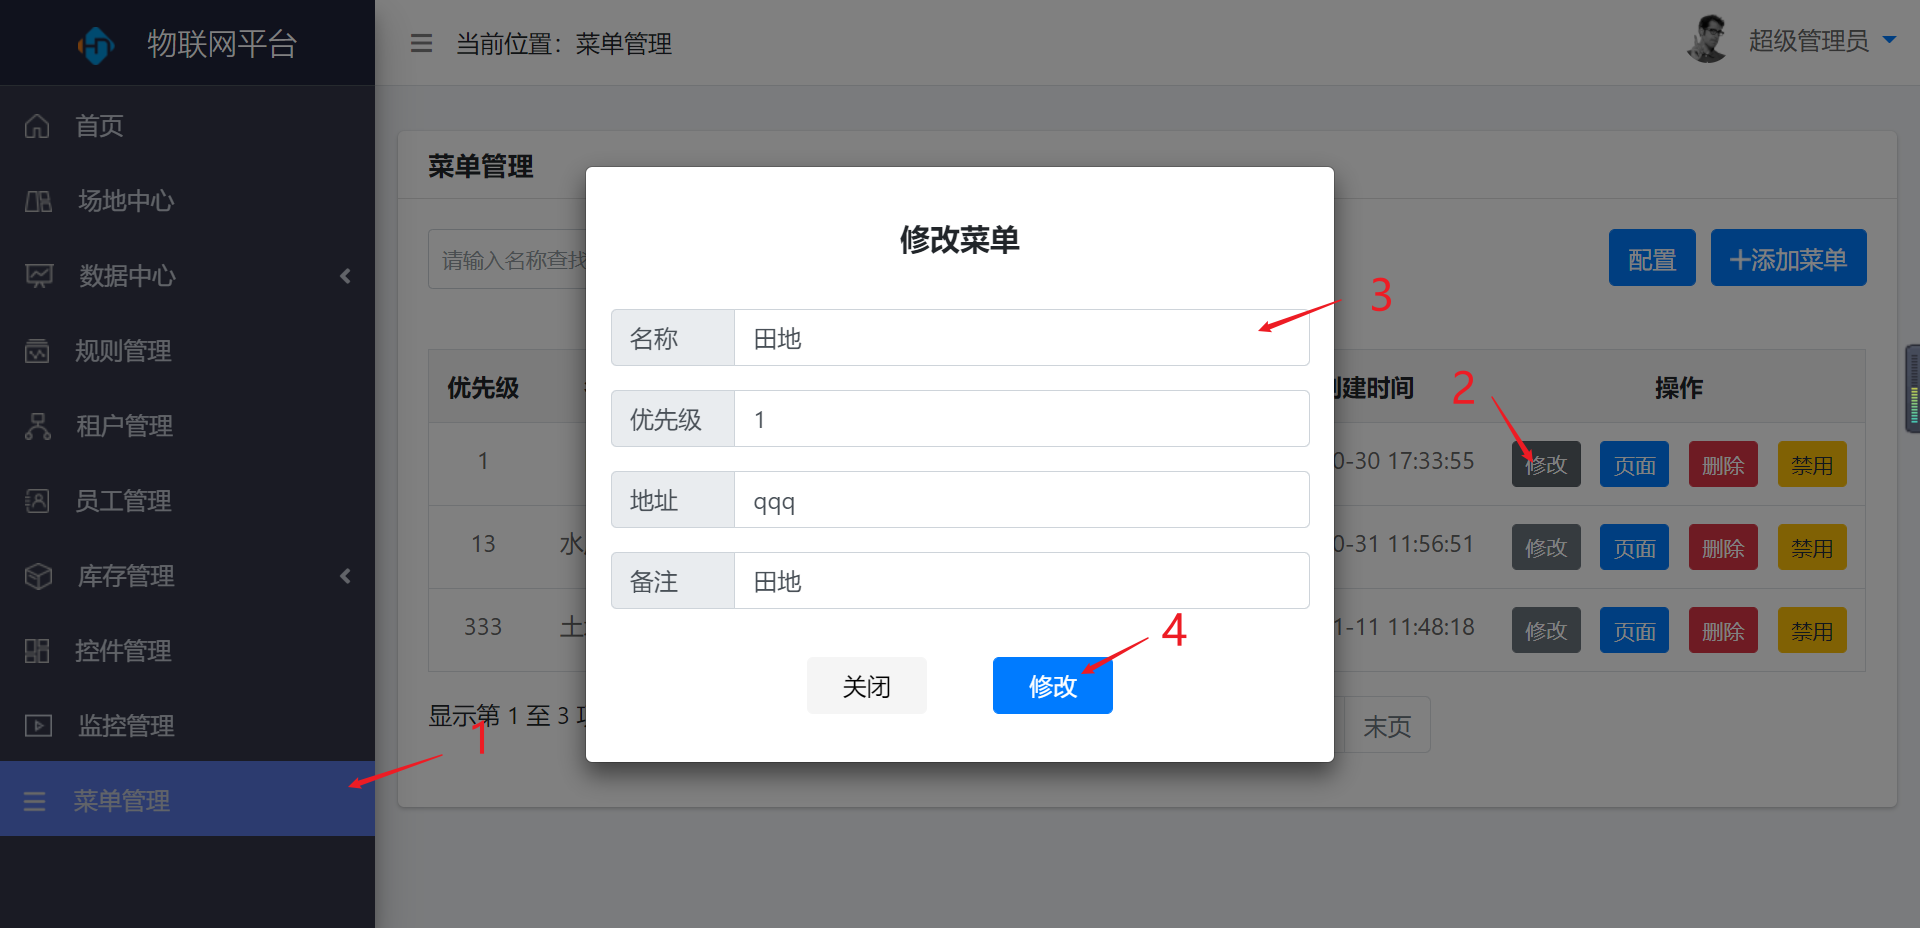 物联网平台
当前位置：菜单管理
超级管理员
首页
场地中心
数据中心
规则管理
租户管理
员工管理
库存管理
控件管理
监控管理
菜单管理
菜单管理
请输入名称查找
配置
+添加菜单
优先级
建时间
操作
1
0-30 17:33:55
修改 页面 删除 禁用
13
水
0-31 11:56:51
修改 页面 删除 禁用
333
土
1-11 11:48:18
修改 页面 删除 禁用
显示第 1 至 3
末页
修改菜单
名称 田地
优先级 1
地址 qqq
备注 田地
关闭 修改
1
2
3
4